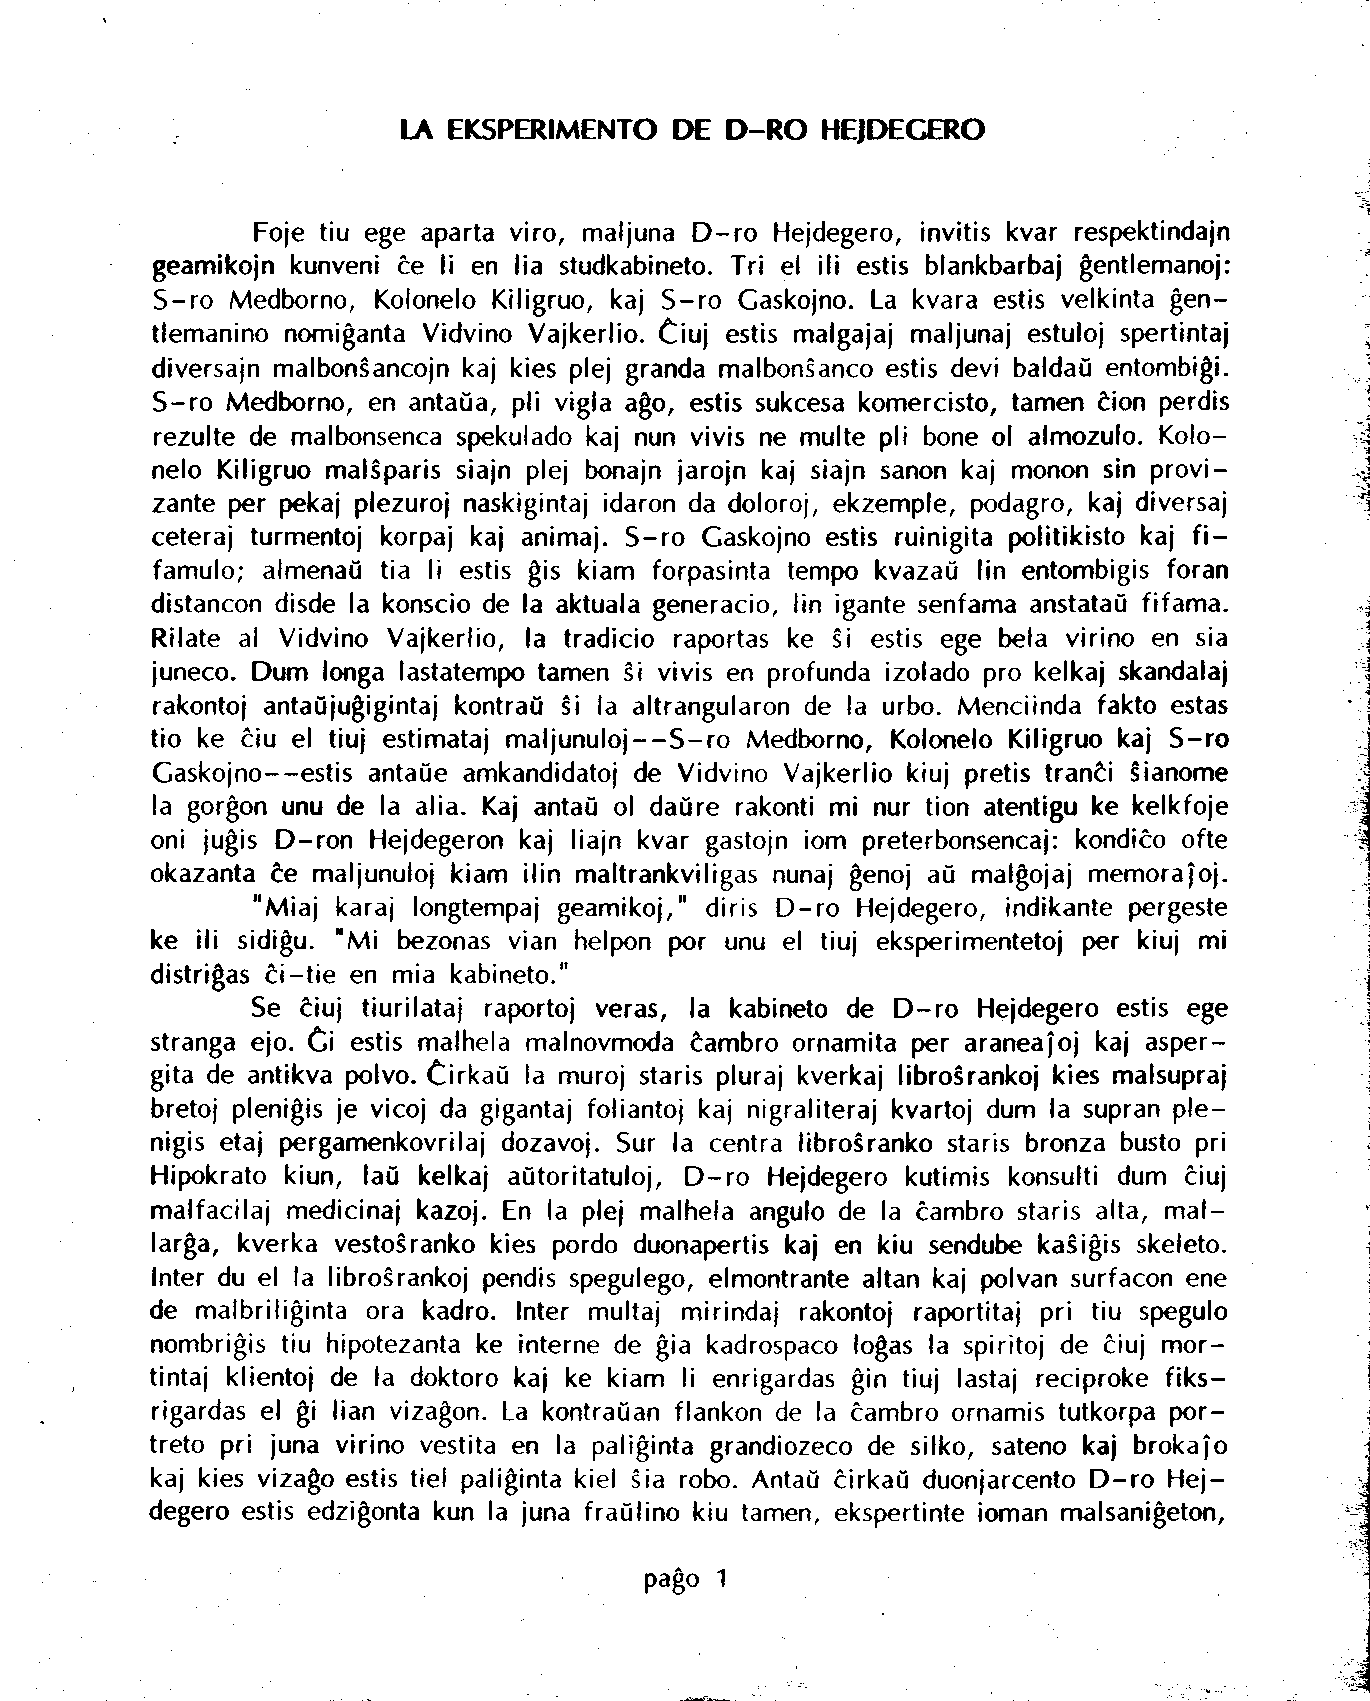 LA EKSPERIMENTO DE D-RO HEJDEGERO
Foje tiu ege aparta viro, maljuna D-ro Hejdegero, invitis kvar respektindajn
geamikojn kunveni ĉe li en lia studkabineto. Tri el ili estis blankbarbaj ĝentlemanoj:
S-ro Medborno, Kolonelo Kiligruo, kaj S-ro Gaskojno. La kvara estis velkinta ĝen-
tlemanino nomiĝanta Vidvino Vajkerlio. Ĉiuj estis malgajaj maljunaj estuloj spertintaj
diversajn malbonŝancojn kaj kies plej granda malbonŝanco estis devi baldaŭ entombiĝi.
S-ro Medborno, en antaŭa, pli vigla aĝo, estis sukcesa komercisto, tamen ĉion perdis
rezulte de malbonsenca spekulado kaj nun vivis ne multe pli bone ol almozulo. Kolo-
nelo Kiligruo malŝparis siajn plej bonajn jarojn kaj siajn sanon kaj monon sin provi-
zante per pekaj plezuroj naskigintaj idaron da doloroj, ekzemple, podagro, kaj diversaj
ceteraj turmentoj korpaj kaj animaj. S-ro Gaskojno estis ruinigita politikisto kaj fi-
famulo; almenaŭ tia li estis ĝis kiam forpasinta tempo kvazaŭ lin entombigis foran
distancon disde la konscio de la aktuala generacio, lin igante senfama anstataŭ fifama.
Rilate al Vidvino Vajkerlio, la tradicio raportas ke ŝi estis ege bela virino en sia
juneco. Dum longa lastatempo tamen ŝi vivis en profunda izolado pro kelkaj skandalaj
rakontoj antaŭjuĝigintaj kontraŭ ŝi la altrangularon de la urbo. Menciinda fakto estas
tio ke ĉiu el tiuj estimataj maljunuloj--S-ro Medborno, Kolonelo Kiligruo kaj S-ro
Gaskojno--estis antaŭe amkandidatoj de Vidvino Vajkerlio kiuj pretis tranĉi ŝianome
la gorĝon unu de la alia. Kaj antaŭ ol daŭre rakonti mi nur tion atentigu ke kelkfoje
oni juĝis D-ron Hejdegeron kaj liajn kvar gastojn iom preterbonsencaj: kondiĉo ofte
okazanta ĉe maljunuloj kiam ilin maltrankviligas nunaj ĝenoj aŭ malĝojaj memoraĵoj.
"Miaj karaj longtempaj geamikoj," diris D-ro Hejdegero, indikante pergeste
ke ili sidiĝu. "Mi bezonas vian helpon por unu el tiuj eksperimentetoj per kiuj mi
distriĝas ĉi-tie en mia kabineto."
Se ĉiuj tiurilataj raportoj veras, la kabineto de D-ro Hejdegero estis ege
stranga ejo. Ĝi estis malhela malnovmoda ĉambro ornamita per araneaĵoj kaj asper-
gita de antikva polvo. Ĉirkaŭ la muroj staris pluraj kverkaj libroŝrankoj kies malsupraj
bretoj pleniĝis je vicoj da gigantaj foliantoj kaj nigraliteraj kvartoj dum la supran ple-
nigis etaj pergamenkovrilaj dozavoj. Sur la centra libroŝranko staris bronza busto pri
Hipokrato kiun, laŭ kelkaj aŭtoritatuloj, D-ro Hejdegero kutimis konsulti dum ĉiuj
malfacilaj medicinaj kazoj. En la plej malhela angulo de la ĉambro staris alta, mal-
larĝa, kverka vestoŝranko kies pordo duonapertis kaj en kiu sendube kaŝiĝis skeleto.
Inter du el la libroŝrankoj pendis spegulego, elmontrante altan kaj polvan surfacon ene
de malbriliĝinta ora kadro. Inter multaj mirindaj rakontoj raportitaj pri tiu spegulo
nombriĝis tiu hipotezanta ke interne de ĝia kadrospaco loĝas la spiritoj de ĉiuj mor-
tintaj klientoj de la doktoro kaj ke kiam li enrigardas ĝin tiuj lastaj reciproke fiks-
rigardas el ĝi lian vizaĝon. La kontraŭan flankon de la ĉambro ornamis tutkorpa por-
treto pri juna virino vestita en la paliĝinta grandiozeco de silko, sateno kaj brokaĵo
kaj kies vizaĝo estis tiel paliĝinta kiel ŝia robo. Antaŭ ĉirkaŭ duonjarcento D-ro Hej-
degero estis edziĝonta kun la juna fraŭlino kiu tamen, ekspertinte ioman malsaniĝeton,
paĝo 1